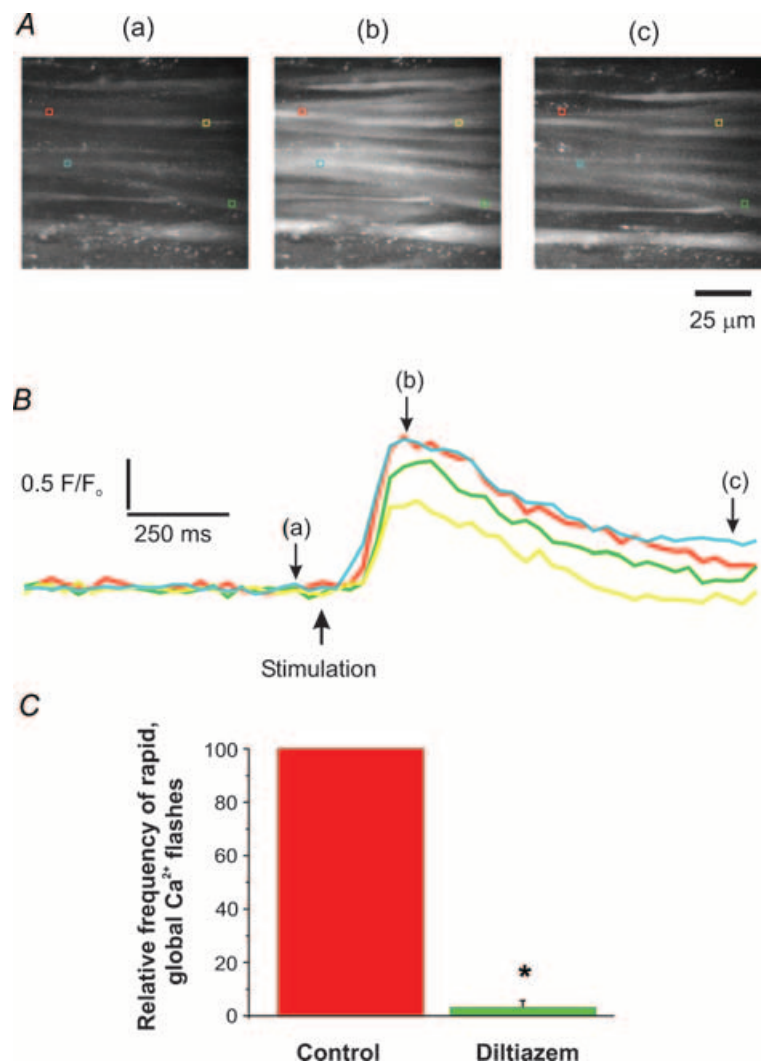 A
(a) (b) (c)
25 µm
B
(b)
(c)
0.5 F/Fo
(a)
250 ms
Stimulation
C
Relative frequency of rapid,
global Ca²⁺ flashes
100
80
60
40
20
0
*
Control Diltiazem